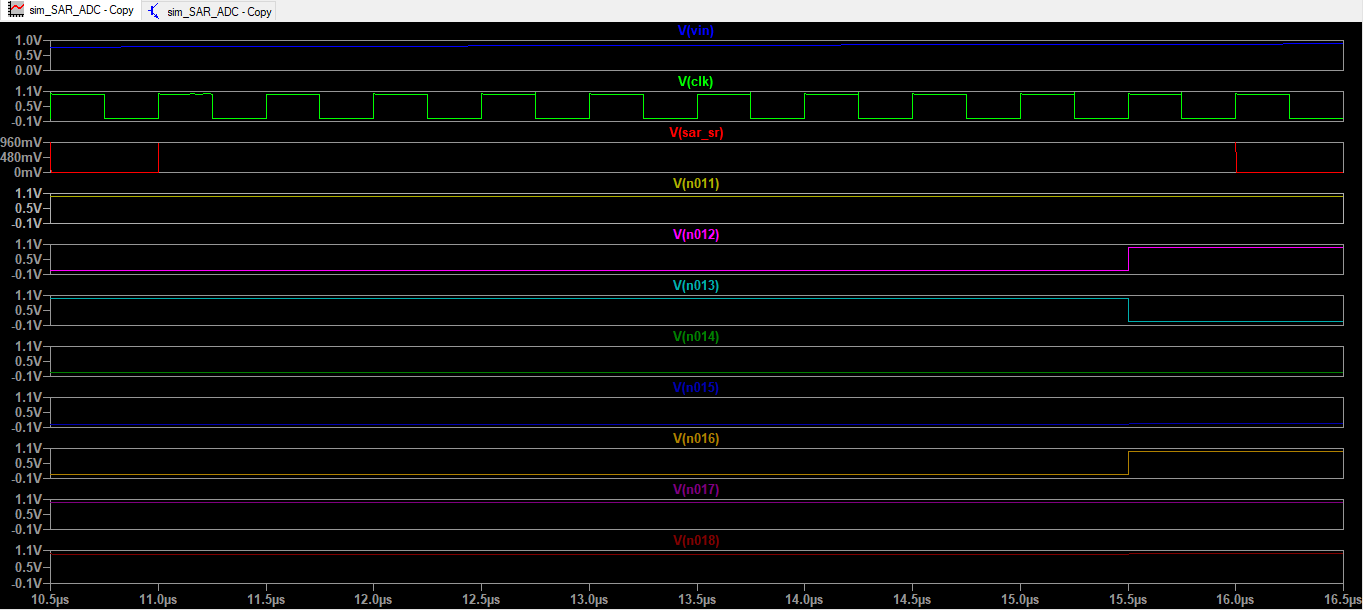 sim_SAR_ADC - Copy sim_SAR_ADC - Copy
V(vin)
1.0V
0.5V
0.0V
V(clk)
1.1V
0.5V
-0.1V
V(sar_sr)
960mV
480mV
0mV
V(n011)
1.1V
0.5V
-0.1V
V(n012)
1.1V
0.5V
-0.1V
V(n013)
1.1V
0.5V
-0.1V
V(n014)
1.1V
0.5V
-0.1V
V(n015)
1.1V
0.5V
-0.1V
V(n016)
1.1V
0.5V
-0.1V
V(n017)
1.1V
0.5V
-0.1V
V(n018)
1.1V
0.5V
-0.1V
10.5µs 11.0µs 11.5µs 12.0µs 12.5µs 13.0µs 13.5µs 14.0µs 14.5µs 15.0µs 15.5µs 16.0µs 16.5µs